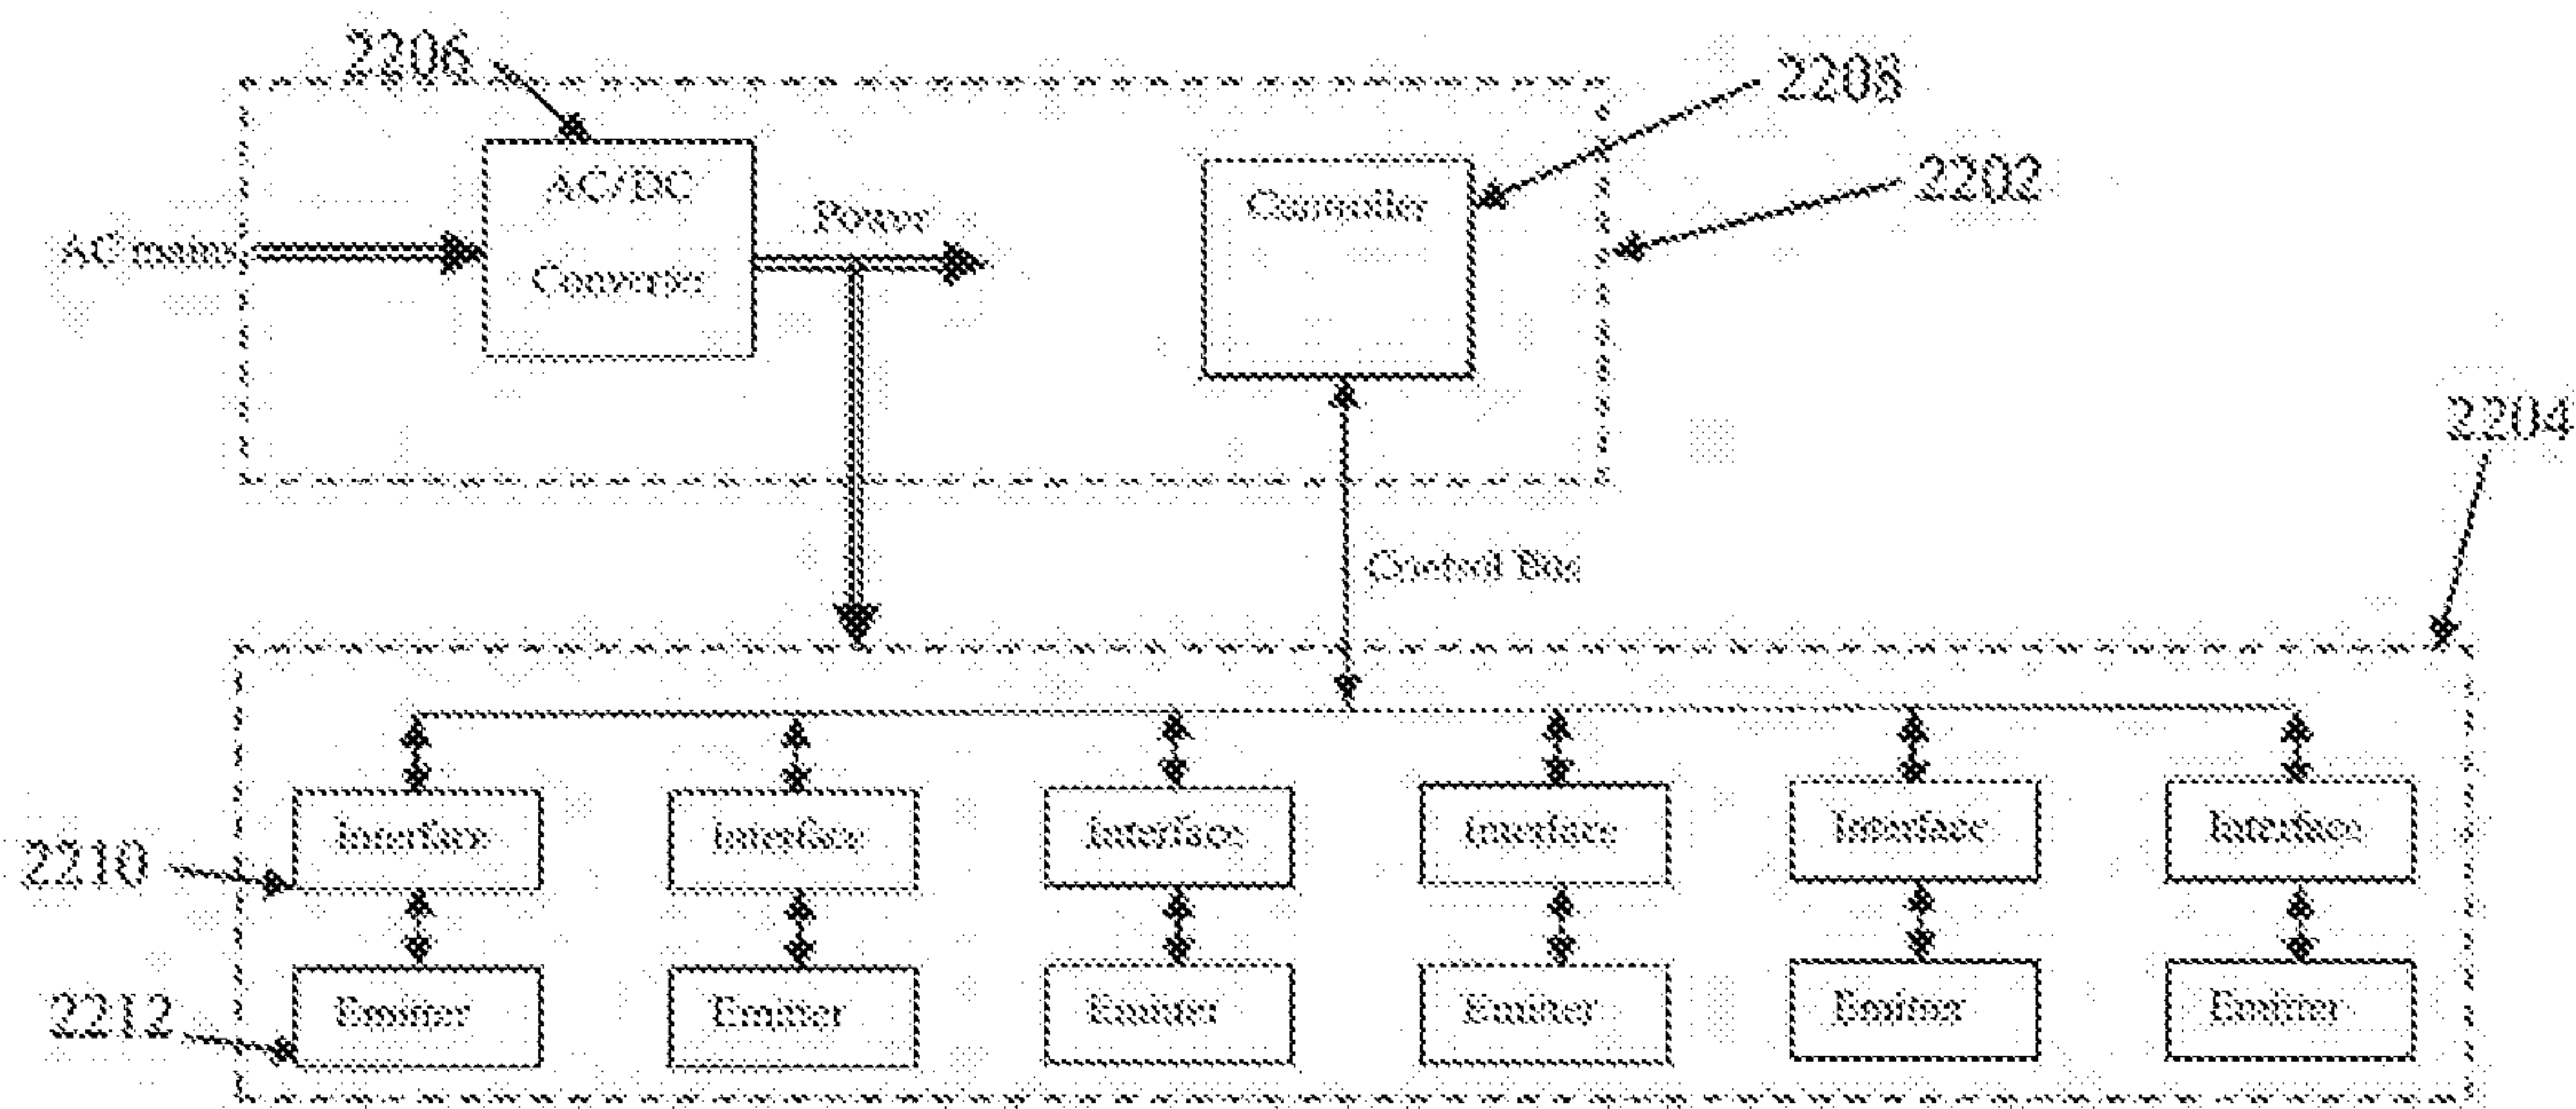 2206
2208
AC/DC
Converter
Power
Controller
2202
AC mains
2204
Control Bus
Interface Interface Interface Interface Interface Interface
2210
Emitter Emitter Emitter Emitter Emitter Emitter
2212